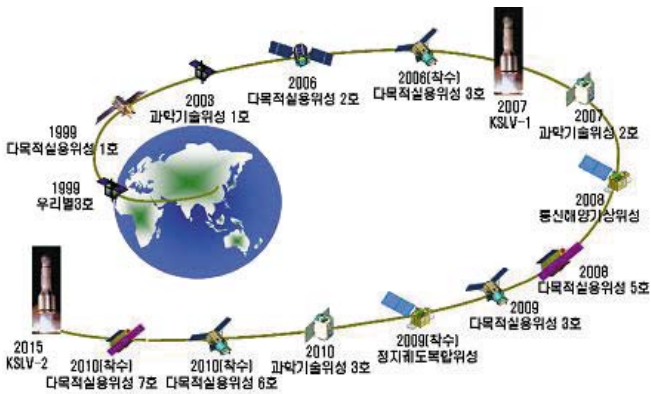 1999
우리별3호
1999
다목적실용위성 1호
2003
과학기술위성 1호
2006
다목적실용위성 2호
2006(착수)
다목적실용위성 3호
2007
KSLV-1
2007
과학기술위성 2호
2008
통신해양기상위성
2008
다목적실용위성 5호
2009
다목적실용위성 3호
2009(착수)
정지궤도복합위성
2010
과학기술위성 3호
2010(착수)
다목적실용위성 6호
2010(착수)
다목적실용위성 7호
2015
KSLV-2